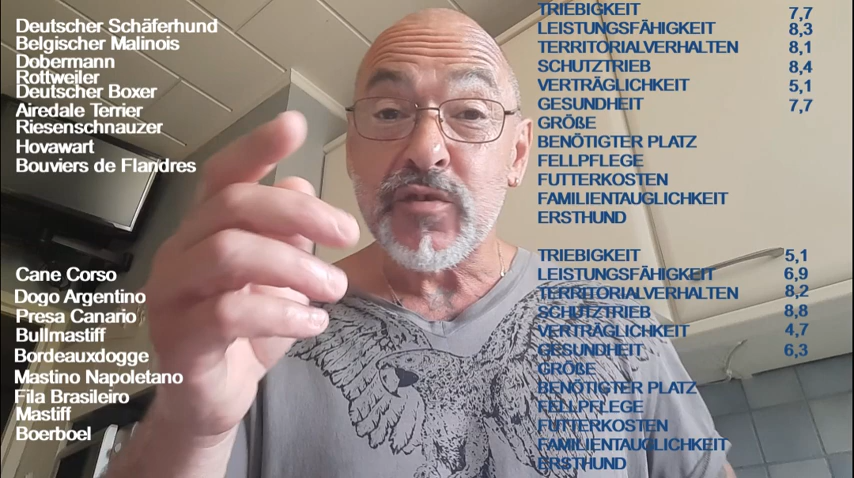 Deutscher Schäferhund
Belgischer Malinois
Dobermann
Rottweiler
Deutscher Boxer
Airedale Terrier
Riesenschnauzer
Hovawart
Bouviers de Flandres
TRIEBIGKEIT 7,7
LEISTUNGSFÄHIGKEIT 8,3
TERRITORIALVERHALTEN 8,1
SCHUTZTRIEB 8,4
VERTRÄGLICHKEIT 5,1
GESUNDHEIT 7,7
GRÖßE
BENÖTIGTER PLATZ
FELLPFLEGE
FUTTERKOSTEN
FAMILIENTAUGLICHKEIT
ERSTHUND
Cane Corso
Dogo Argentino
Presa Canario
Bullmastiff
Bordeauxdogge
Mastino Napoletano
Fila Brasileiro
Mastiff
Boerboel
TRIEBIGKEIT 5,1
LEISTUNGSFÄHIGKEIT 6,9
TERRITORIALVERHALTEN 8,2
SCHUTZTRIEB 8,8
VERTRÄGLICHKEIT 4,7
GESUNDHEIT 6,3
GRÖßE
BENÖTIGTER PLATZ
FELLPFLEGE
FUTTERKOSTEN
FAMILIENTAUGLICHKEIT
ERSTHUND